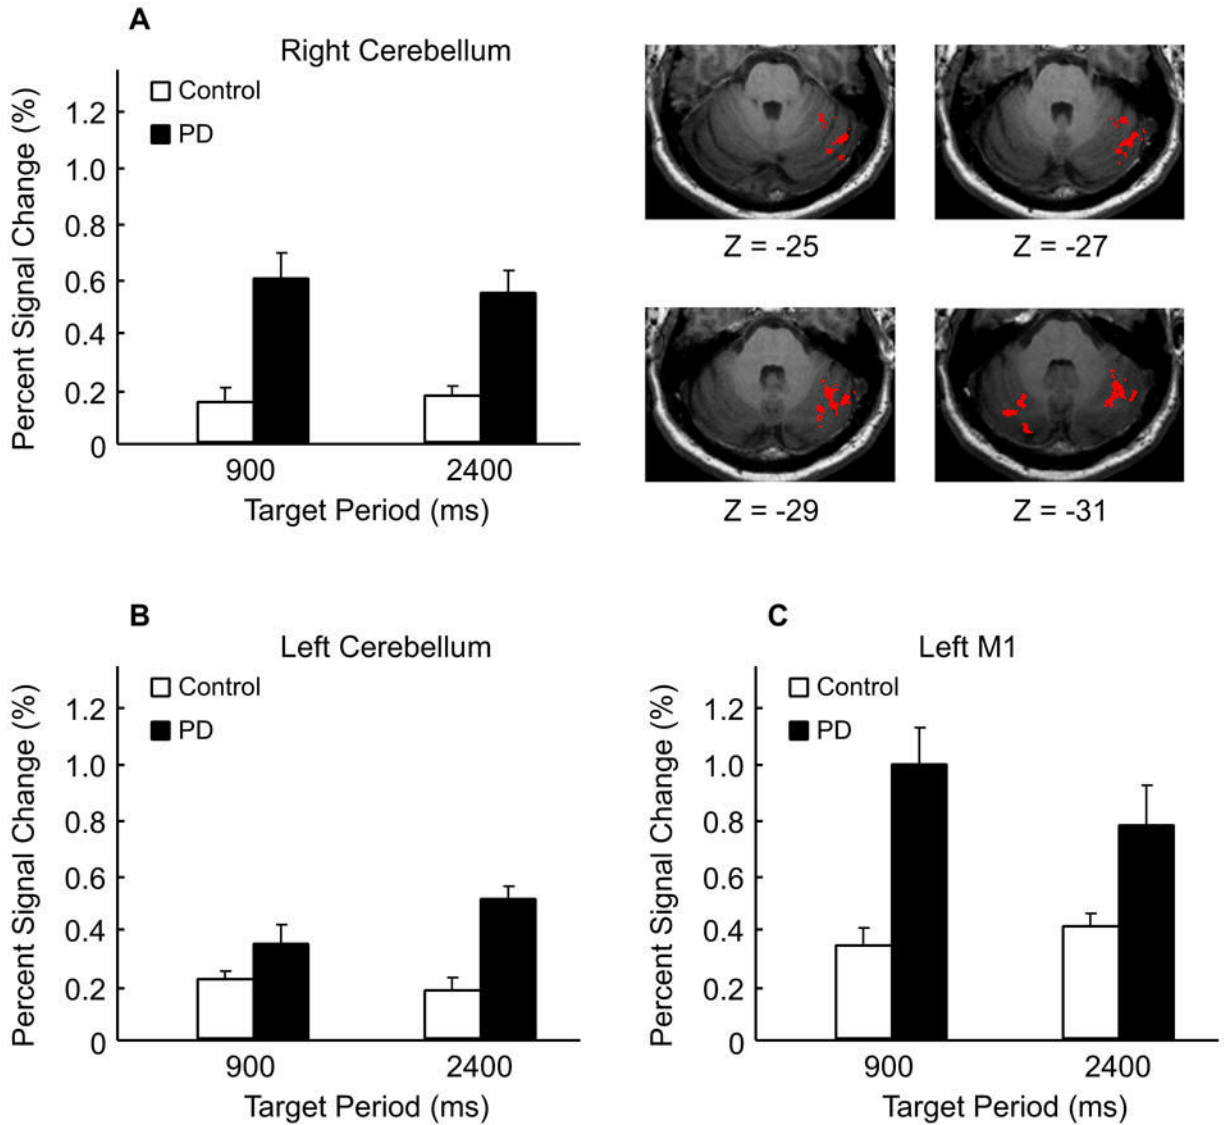 A
Right Cerebellum
Control
PD
Percent Signal Change (%)
1.2
1.0
0.8
0.6
0.4
0.2
0
900 2400
Target Period (ms)
Z = -25 Z = -27
Z = -29 Z = -31
B
Left Cerebellum
Control
PD
Percent Signal Change (%)
1.2
1.0
0.8
0.6
0.4
0.2
0
900 2400
Target Period (ms)
C
Left M1
Control
PD
Percent Signal Change (%)
1.2
1.0
0.8
0.6
0.4
0.2
0
900 2400
Target Period (ms)